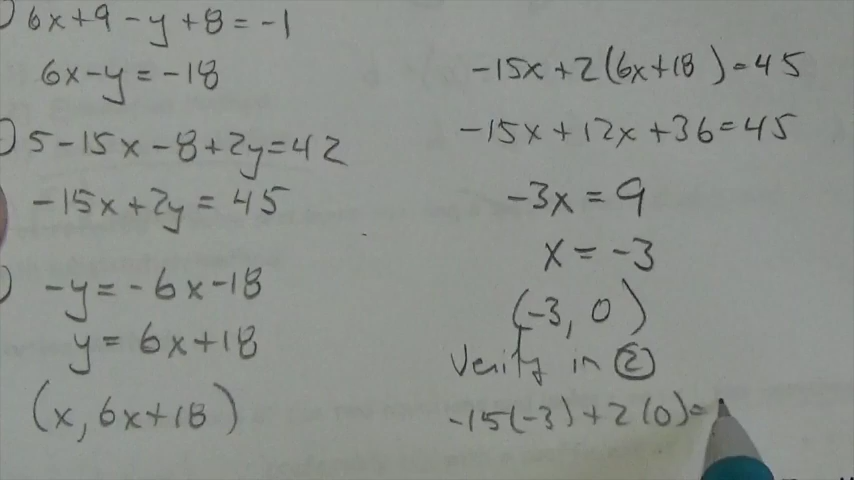 ) 6x+9-y+8=-1
6x-y=-18
) 5-15x-8+2y=42
-15x+2y=45
) -y=-6x-18
y=6x+18
(x, 6x+18)
-15x+2(6x+18)=45
-15x+12x+36=45
-3x=9
x=-3
(-3, 0)
Verify in ②
-15(-3)+2(0)=